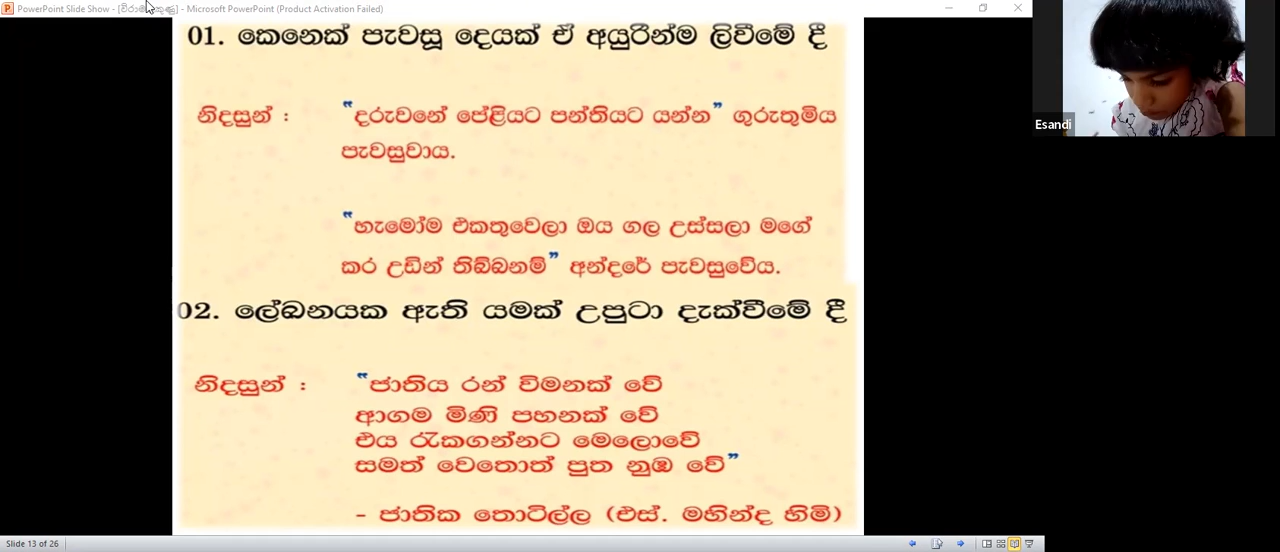 PowerPoint Slide Show - [විරාම ලකුණු] - Microsoft PowerPoint (Product Activation Failed)
01. කෙනෙක් පැවසූ දෙයක් ඒ අයුරින්ම ලිවීමේ දී
නිදසුන් : “දරුවනේ පේළියට පන්තියට යන්න” ගුරුතුමිය
පැවසුවාය.
“හැමෝම එකතුවෙලා ඔය ගල උස්සලා මගේ
කර උඩින් තිබ්බනම්” අන්දරේ පැවසුවේය.
02. ලේඛනයක ඇති යමක් උපුටා දැක්වීමේ දී
නිදසුන් : “ජාතිය රන් විමනක් වේ
ආගම මිණි පහනක් වේ
එය රැකගන්නට මෙලොවේ
සමත් වෙතොත් පුත නුඹ වේ”
- ජාතික තොටිල්ල (එස්. මහින්ද හිමි)
Esandi
Slide 13 of 26